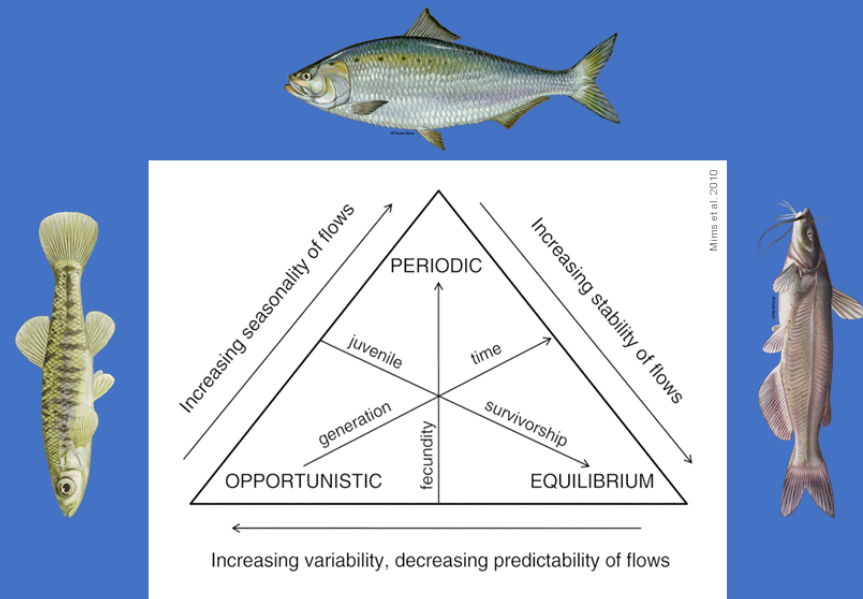 Mims et al. 2010
Increasing seasonality of flows
Increasing stability of flows
PERIODIC
juvenile
time
generation
survivorship
fecundity
OPPORTUNISTIC
EQUILIBRIUM
Increasing variability, decreasing predictability of flows